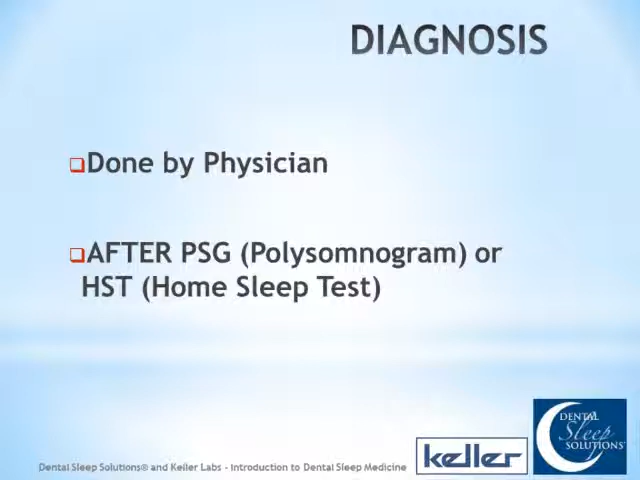 DIAGNOSIS
❑Done by Physician
❑AFTER PSG (Polysomnogram) or
HST (Home Sleep Test)
Dental Sleep Solutions® and Keller Labs - Introduction to Dental Sleep Medicine
keller
DENTAL
Sleep
SOLUTIONS